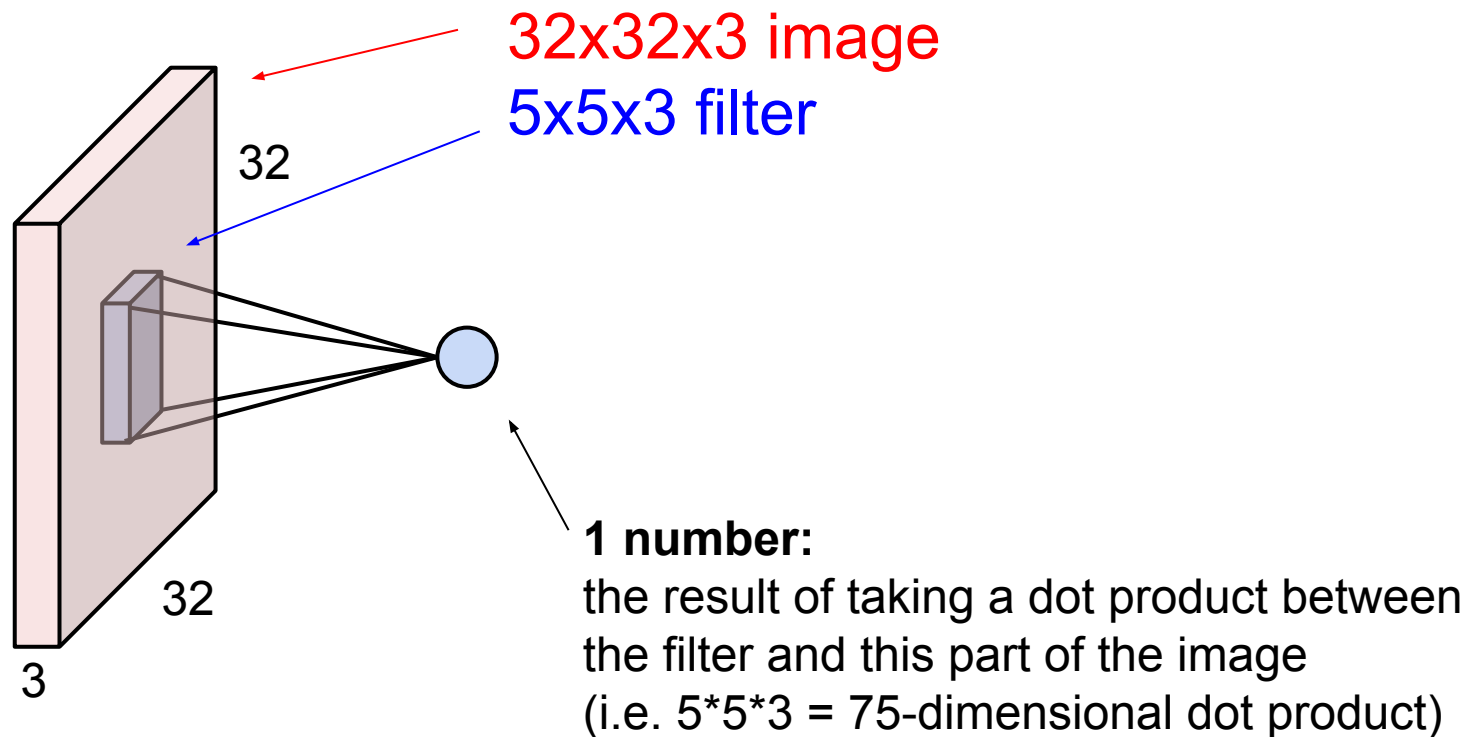 32x32x3 image
5x5x3 filter
32
32
3
1 number:
the result of taking a dot product between
the filter and this part of the image
(i.e. 5*5*3 = 75-dimensional dot product)